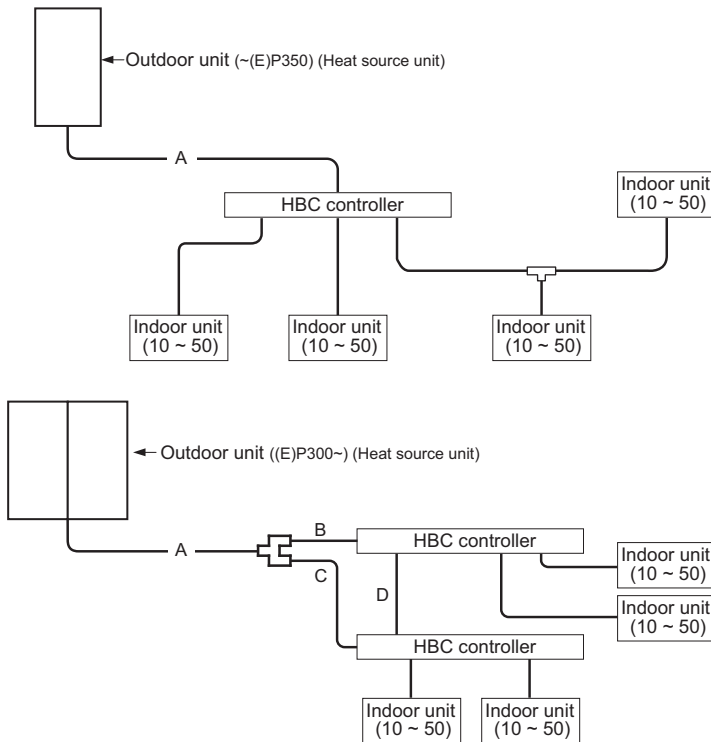 Outdoor unit (~(E)P350) (Heat source unit)
A
HBC controller
Indoor unit
(10 ~ 50)
Indoor unit
(10 ~ 50)
Indoor unit
(10 ~ 50)
Indoor unit
(10 ~ 50)
Outdoor unit ((E)P300~) (Heat source unit)
A
B
C
D
HBC controller
HBC controller
Indoor unit
(10 ~ 50)
Indoor unit
(10 ~ 50)
Indoor unit
(10 ~ 50)
Indoor unit
(10 ~ 50)